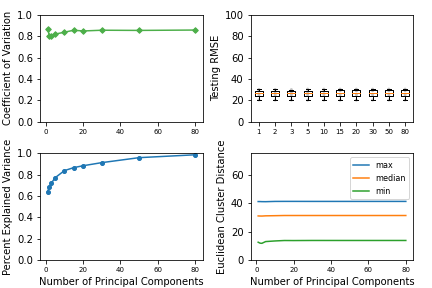 Coefficient of Variation
1.0
0.8
0.6
0.4
0.2
0.0
0 20 40 60 80
Testing RMSE
100
80
60
40
20
0
1 2 3 5 10 15 20 30 50 80
Percent Explained Variance
1.0
0.8
0.6
0.4
0.2
0.0
0 20 40 60 80
Number of Principal Components
Euclidean Cluster Distance
60
40
20
0
max
median
min
0 20 40 60 80
Number of Principal Components